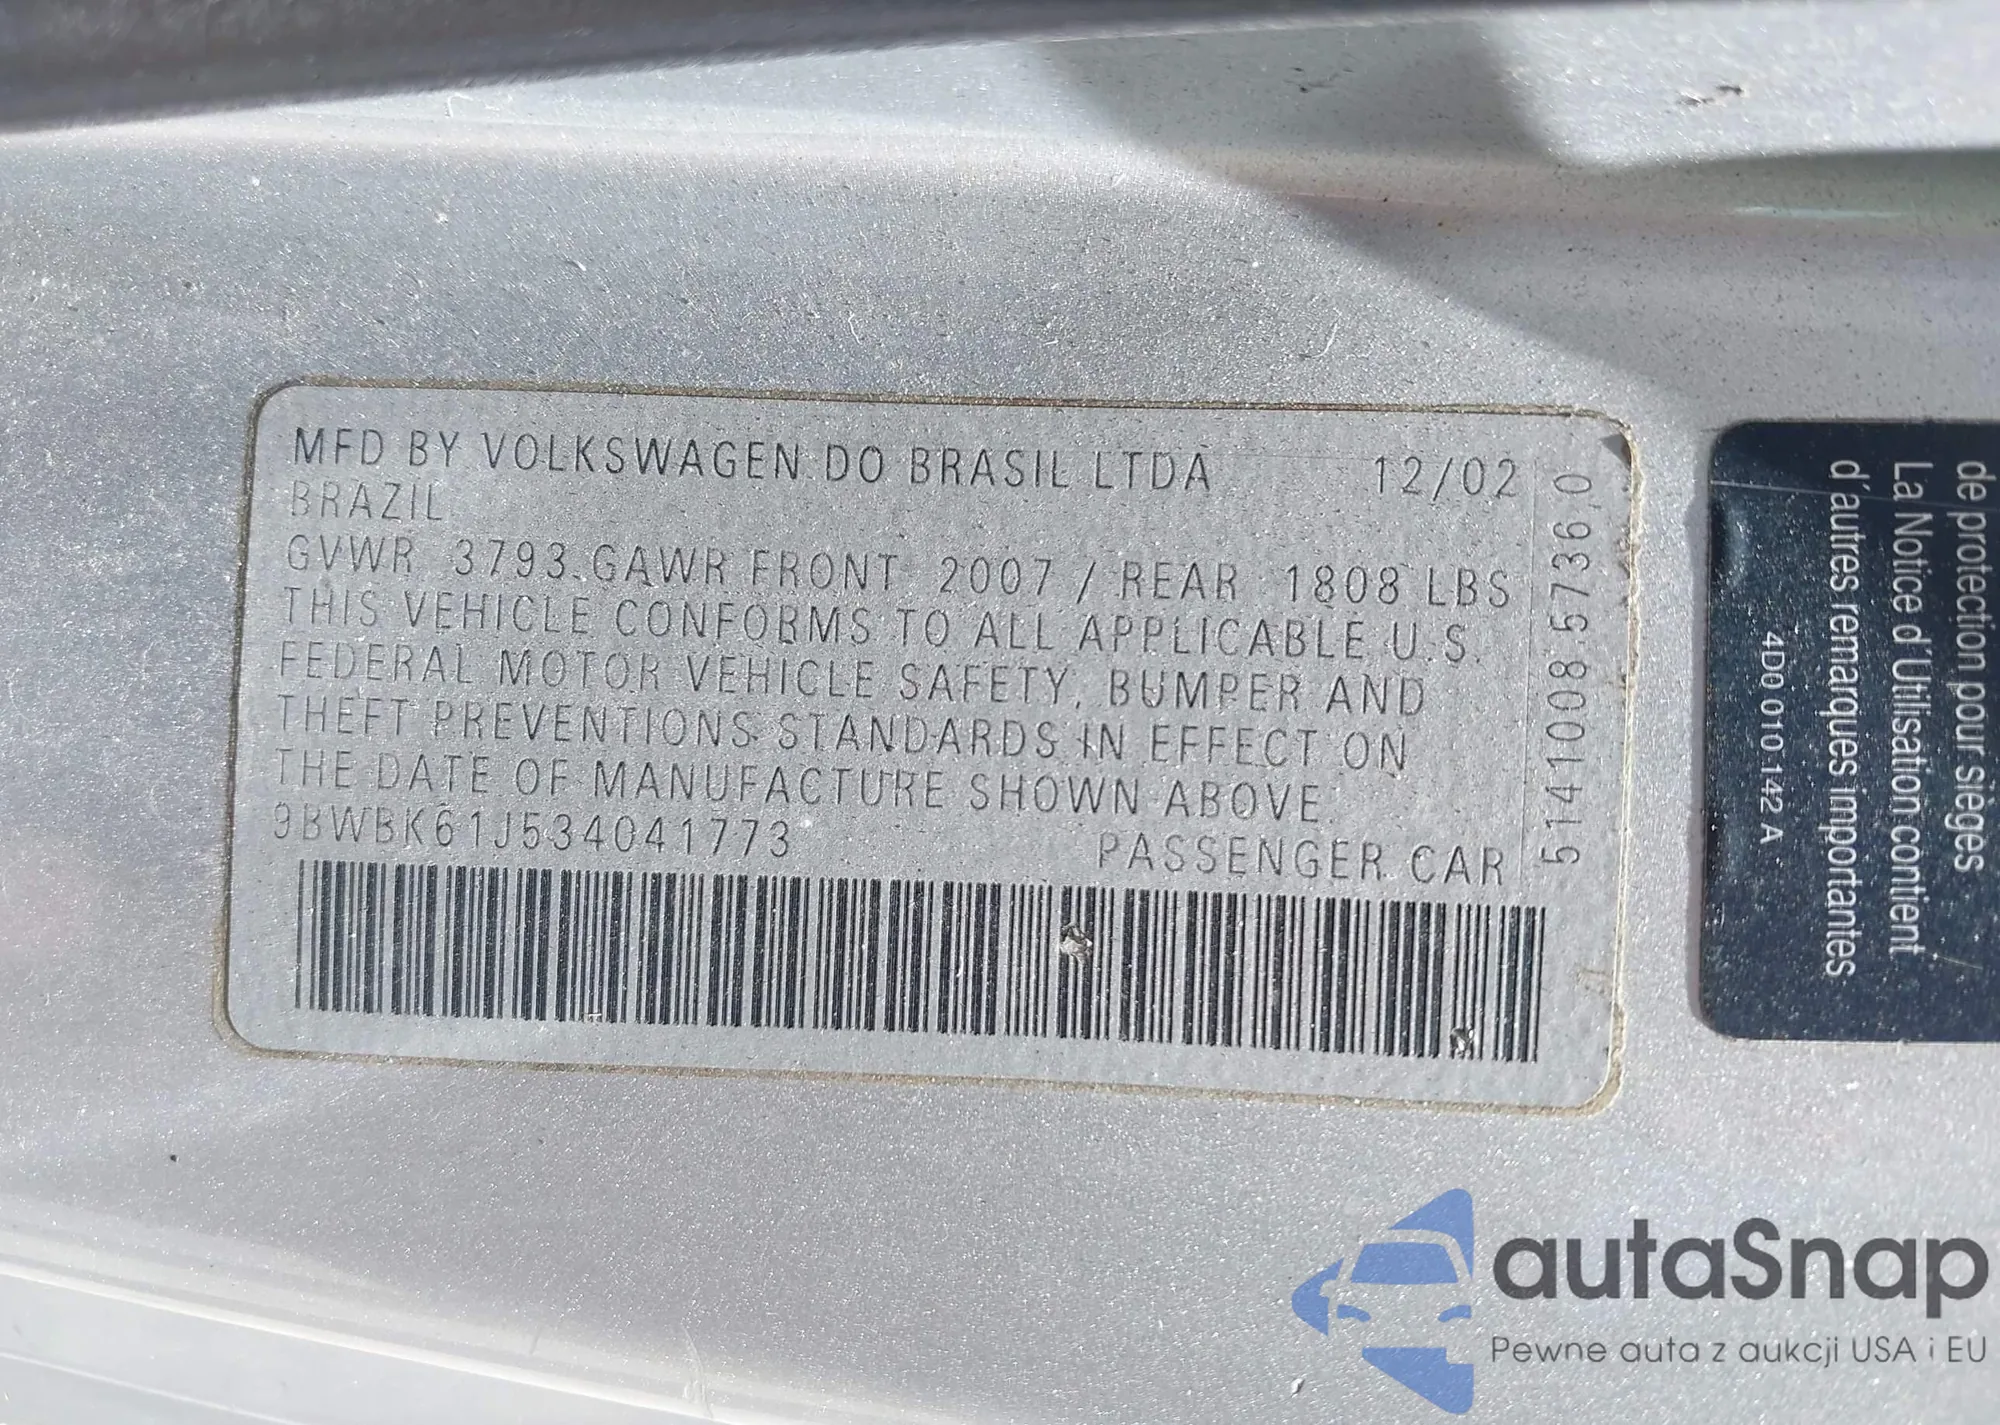 MFD BY VOLKSWAGEN DO BRASIL LTDA 12/02
BRAZIL
GVWR 3793 GAWR FRONT 2007 / REAR 1808 LBS
THIS VEHICLE CONFORMS TO ALL APPLICABLE U.S.
FEDERAL MOTOR VEHICLE SAFETY, BUMPER AND
THEFT PREVENTIONS STANDARDS IN EFFECT ON
THE DATE OF MANUFACTURE SHOWN ABOVE.
9BWBK61J534041773 PASSENGER CAR
5141008 5736,0
de protection pour sièges
La Notice d'Utilisation contient
d'autres remarques importantes
4D0 010 142 A
autaSnap
Pewne auta z aukcji USA i EU